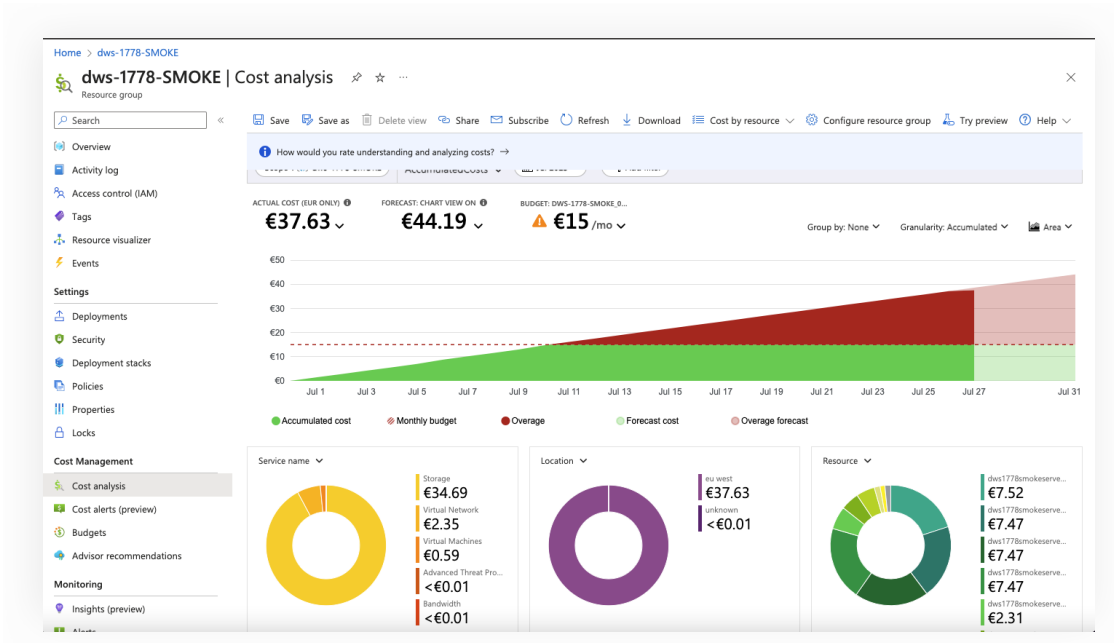 Home > dws-1778-SMOKE
dws-1778-SMOKE | Cost analysis
Resource group
Search
Overview
Activity log
Access control (IAM)
Tags
Resource visualizer
Events
Settings
Deployments
Security
Deployment stacks
Policies
Properties
Locks
Cost Management
Cost analysis
Cost alerts (preview)
Budgets
Advisor recommendations
Monitoring
Insights (preview)
Alerts
Save Save as Delete view Share Subscribe Refresh Download Cost by resource Configure resource group Try preview Help
How would you rate understanding and analyzing costs? →
AccumulatedCosts
ACTUAL COST (EUR ONLY) FORECAST: CHART VIEW ON BUDGET: DWS-1778-SMOKE_0...
€37.63 €44.19 €15 /mo
Group by: None Granularity: Accumulated Area
€50
€40
€30
€20
€10
€0
Jul 1 Jul 3 Jul 5 Jul 7 Jul 9 Jul 11 Jul 13 Jul 15 Jul 17 Jul 19 Jul 21 Jul 23 Jul 25 Jul 27 Jul 31
Accumulated cost Monthly budget Overage Forecast cost Overage forecast
Service name
Storage
€34.69
Virtual Network
€2.35
Virtual Machines
€0.59
Advanced Threat Pro...
<€0.01
Bandwidth
<€0.01
Location
eu west
€37.63
unknown
<€0.01
Resource
dws1778smokeserve...
€7.52
dws1778smokeserve...
€7.47
dws1778smokeserve...
€7.47
dws1778smokeserve...
€7.47
dws1778smokeserve...
€2.31